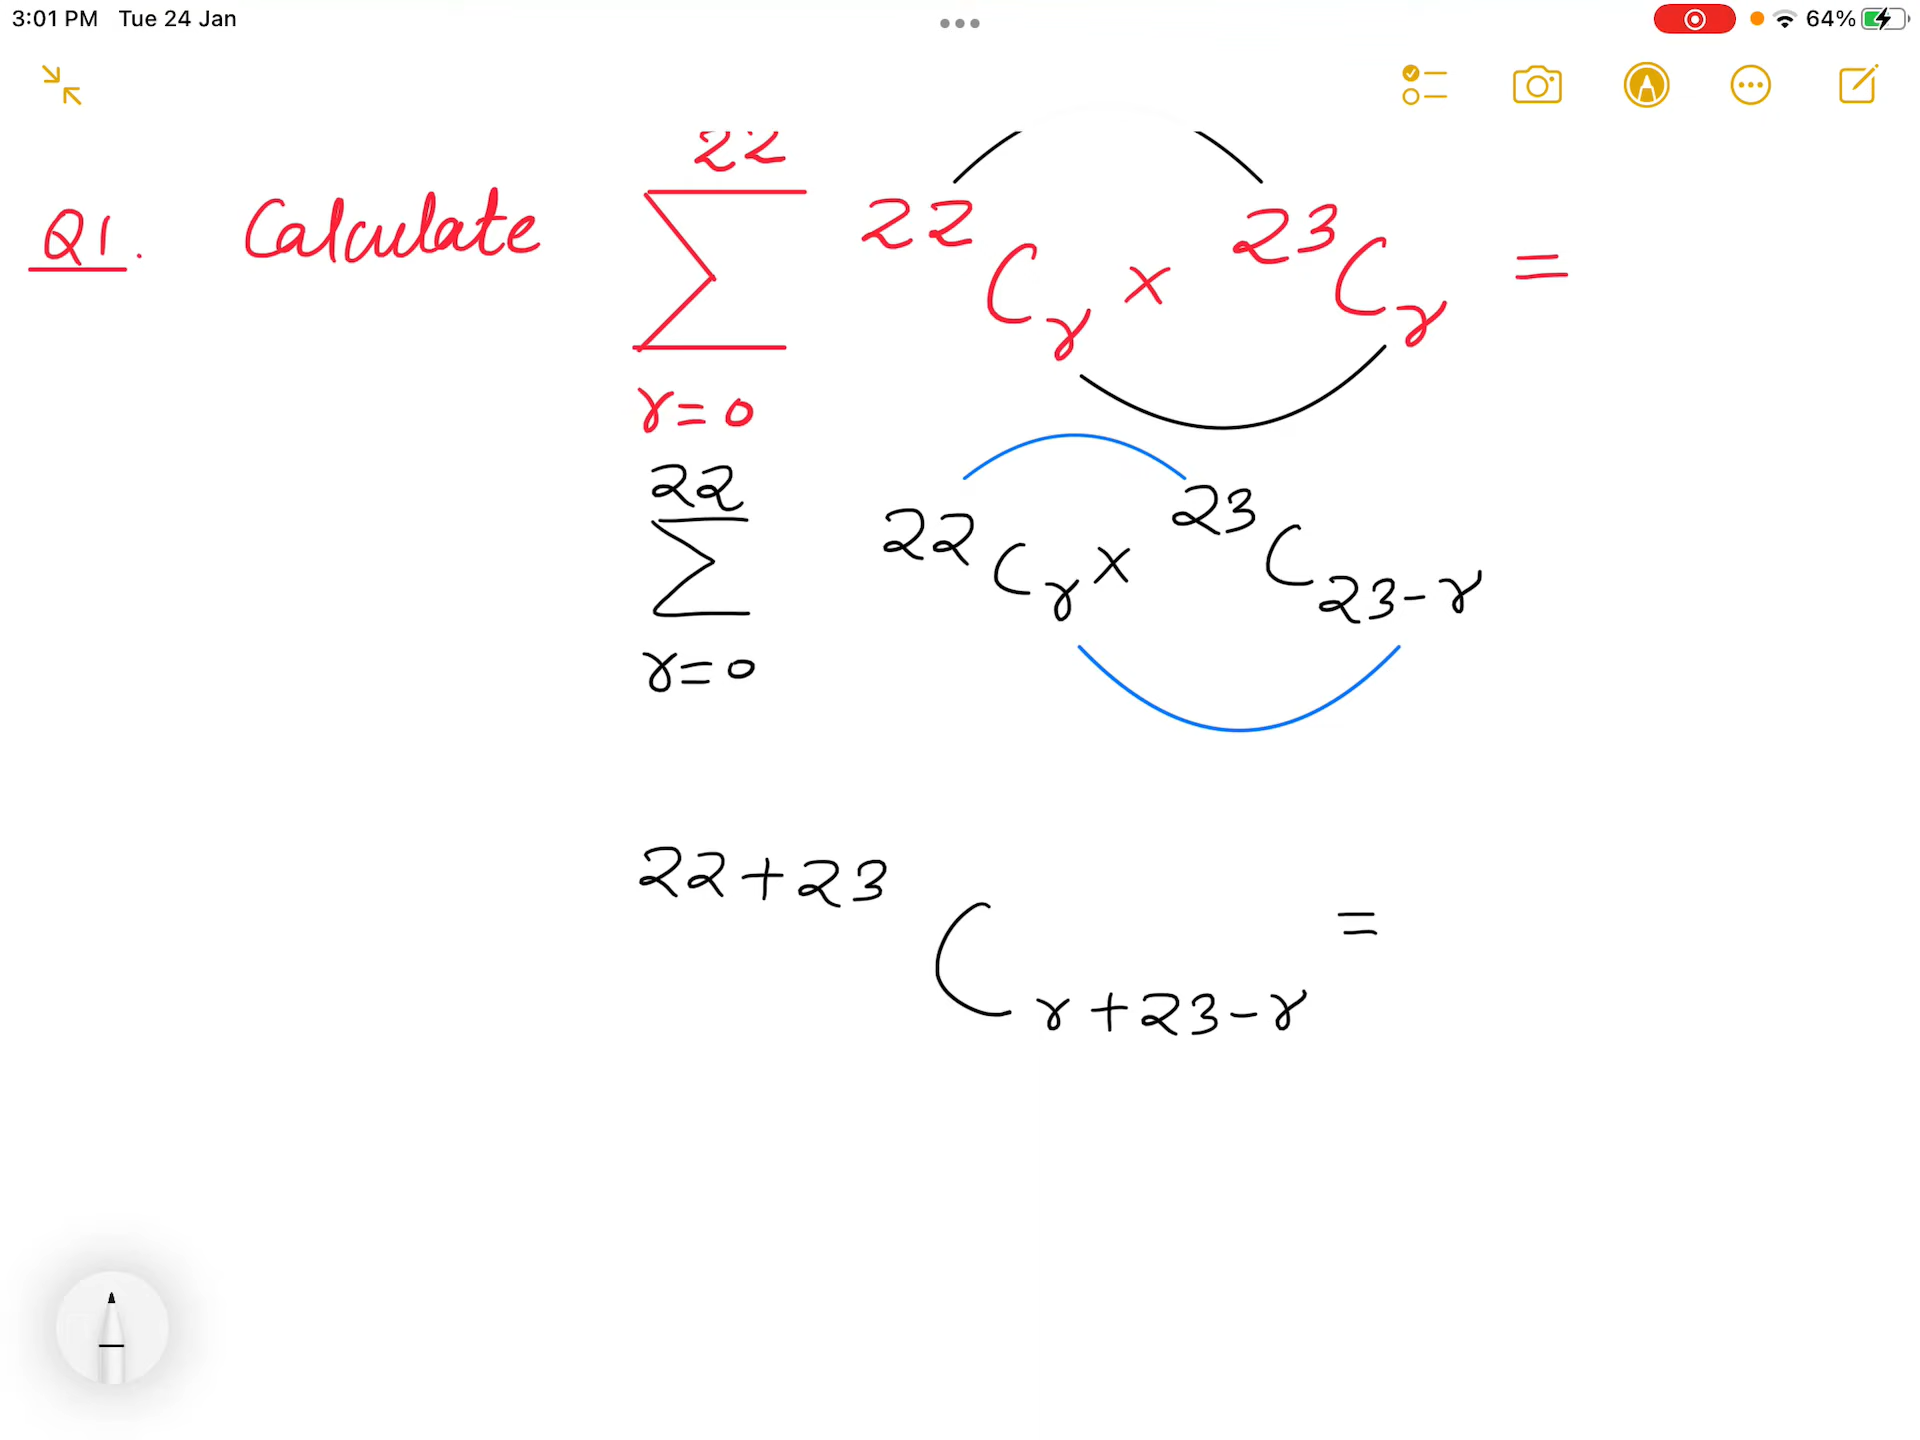 3:01 PM Tue 24 Jan 64%
22
Q1. Calculate ∑ ²²Cᵣ × ²³Cᵣ =
r=0
22
∑ ²²Cᵣ × ²³C₂₃₋ᵣ
r=0
²²⁺²³Cᵣ₊₂₃₋ᵣ =